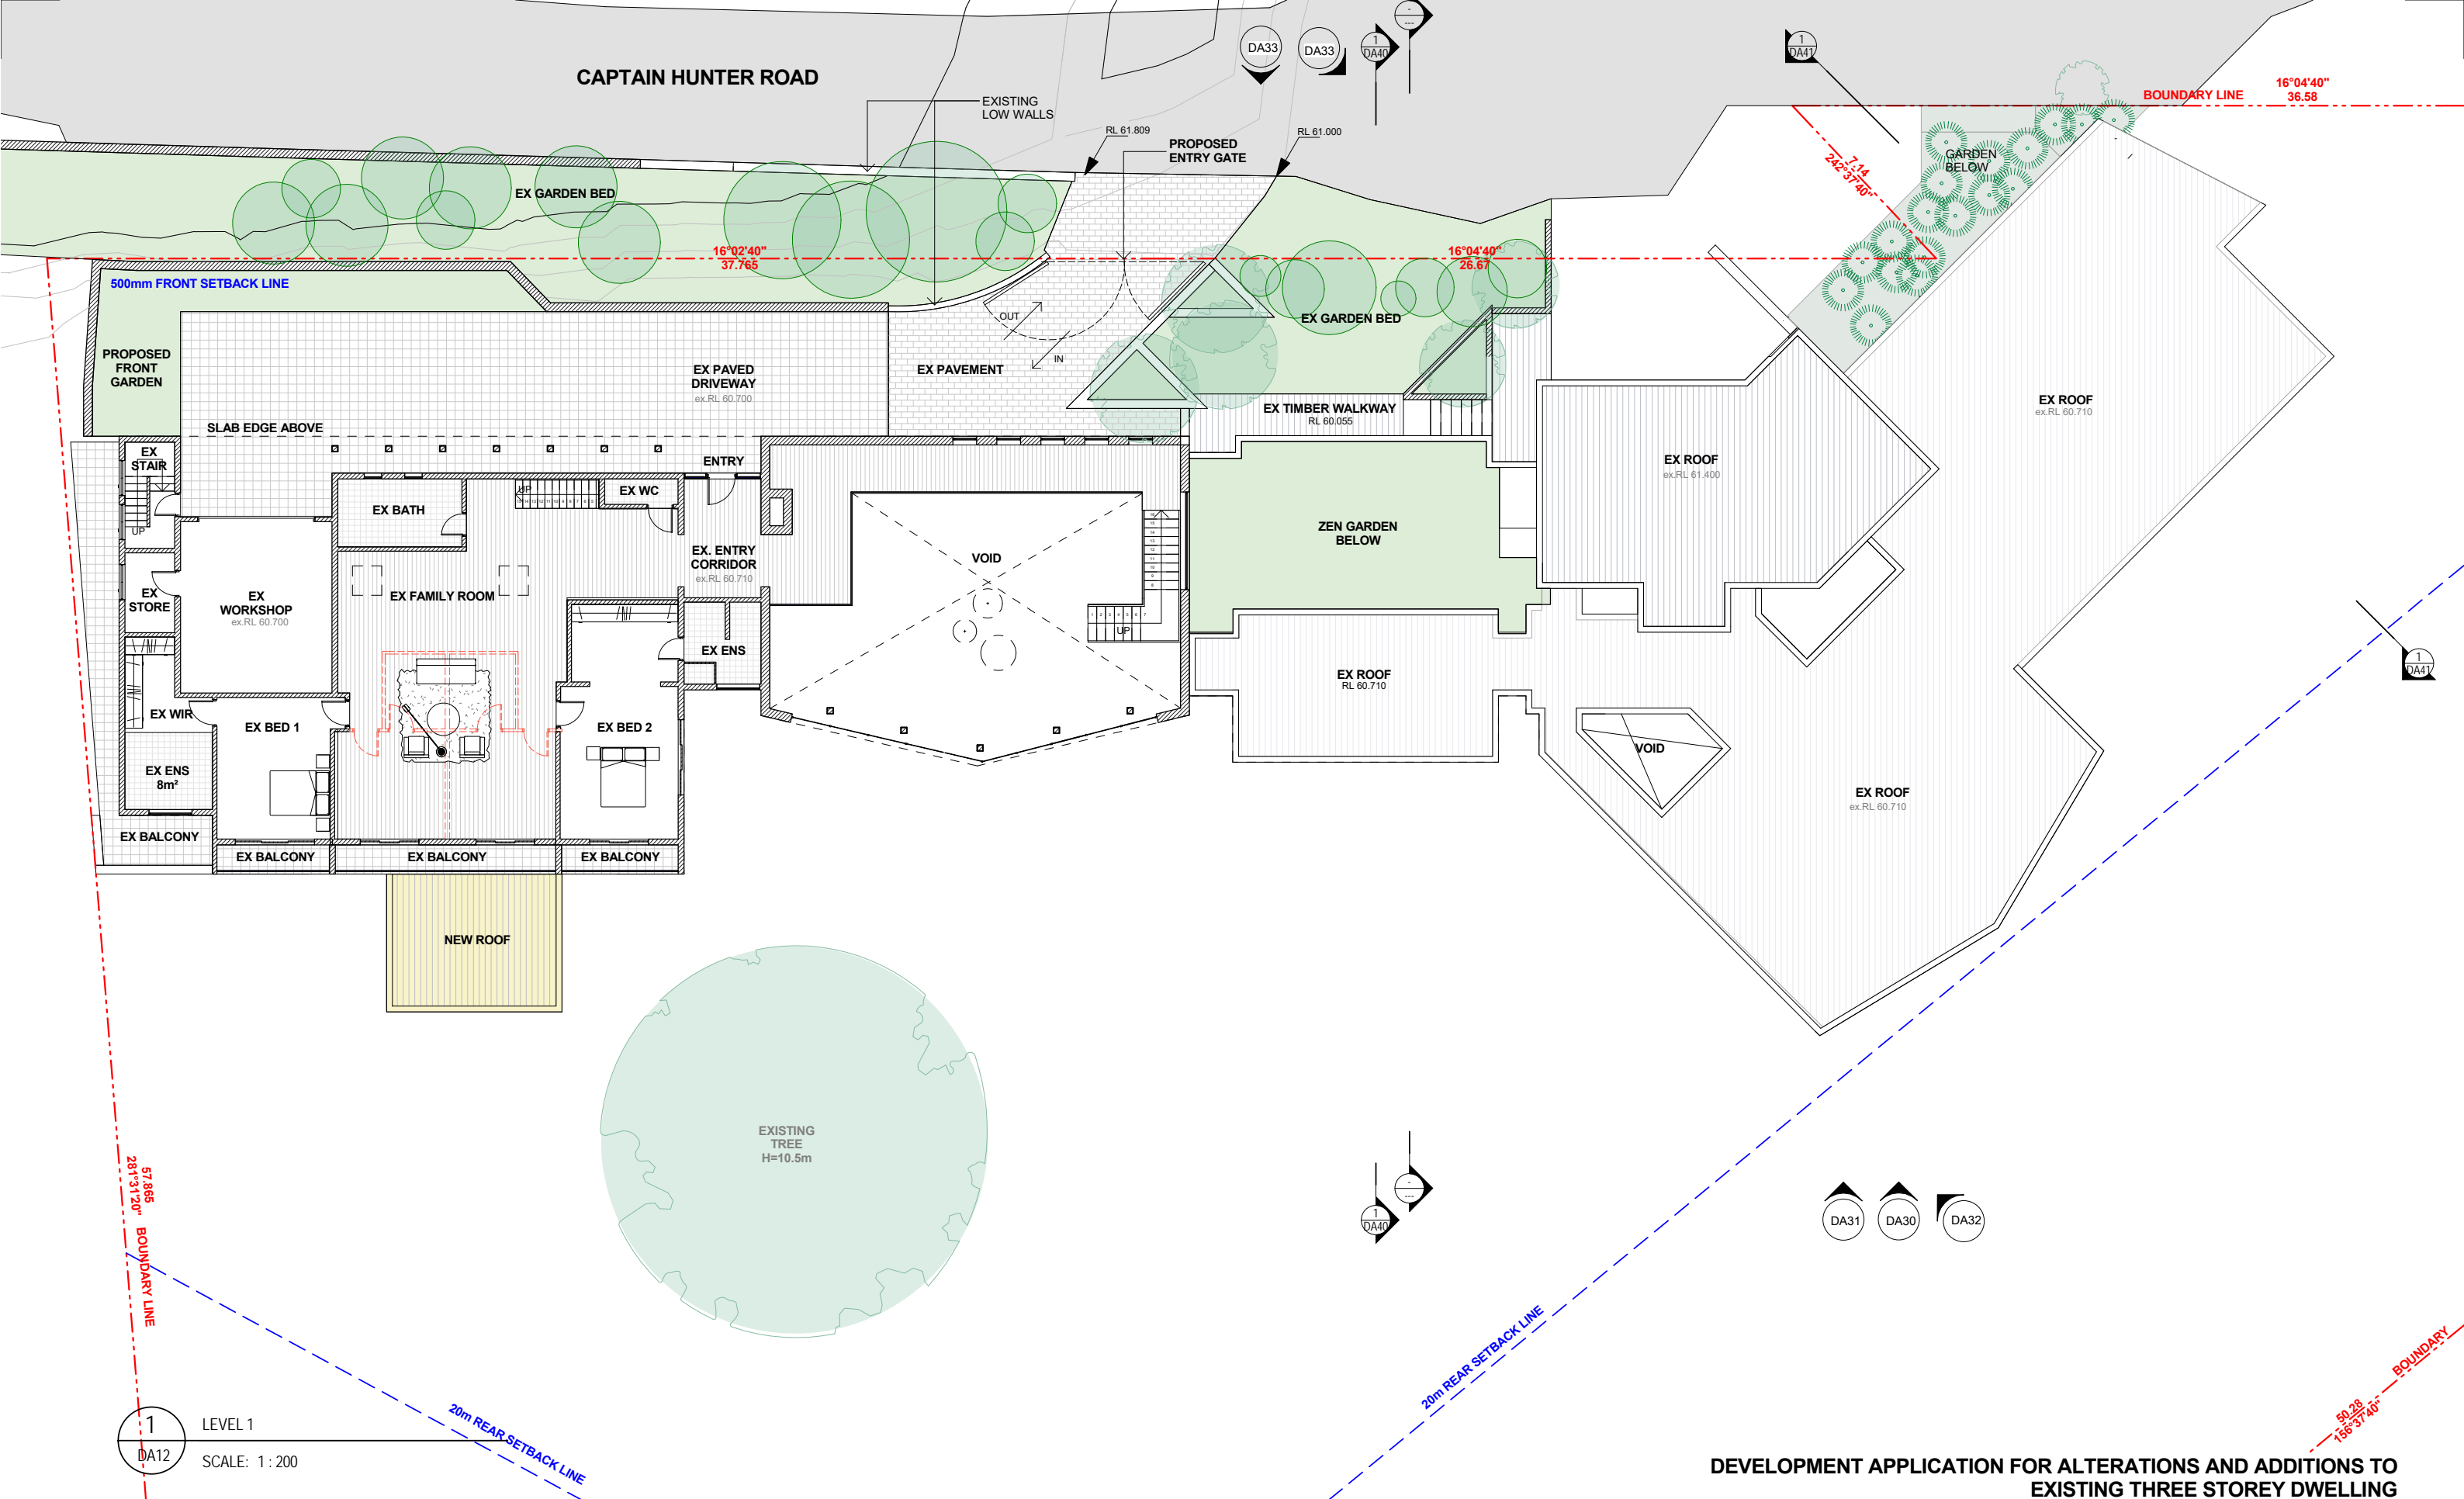 CAPTAIN HUNTER ROAD
DA33
DA33
1
DA40
-
---
1
DA41
BOUNDARY LINE
16°04'40"
36.58
EXISTING
LOW WALLS
RL 61.809
RL 61.000
PROPOSED
ENTRY GATE
7.14
242°37'40"
GARDEN
BELOW
EX GARDEN BED
16°02'40"
37.765
16°04'40"
26.67
500mm FRONT SETBACK LINE
OUT
IN
EX GARDEN BED
PROPOSED
FRONT
GARDEN
EX PAVED
DRIVEWAY
ex.RL 60.700
EX PAVEMENT
EX TIMBER WALKWAY
RL 60.055
EX ROOF
ex.RL 60.710
SLAB EDGE ABOVE
EX
STAIR
UP
ENTRY
EX ROOF
ex.RL 61.400
UP
EX WC
EX BATH
ZEN GARDEN
BELOW
EX. ENTRY
CORRIDOR
ex.RL 60.710
VOID
EX
STORE
EX
WORKSHOP
ex.RL 60.700
EX FAMILY ROOM
UP
EX ENS
EX ROOF
RL 60.710
1
DA41
EX WIR
EX BED 1
EX BED 2
VOID
EX ENS
8m²
EX ROOF
ex.RL 60.710
EX BALCONY
EX BALCONY
EX BALCONY
EX BALCONY
NEW ROOF
EXISTING
TREE
H=10.5m
57.865
281°31'20"
BOUNDARY LINE
-
---
1
DA40
DA31
DA30
DA32
20m REAR SETBACK LINE
20m REAR SETBACK LINE
BOUNDARY
50.28
156°37'40"
1
DA12
LEVEL 1
SCALE: 1 : 200
DEVELOPMENT APPLICATION FOR ALTERATIONS AND ADDITIONS TO
EXISTING THREE STOREY DWELLING